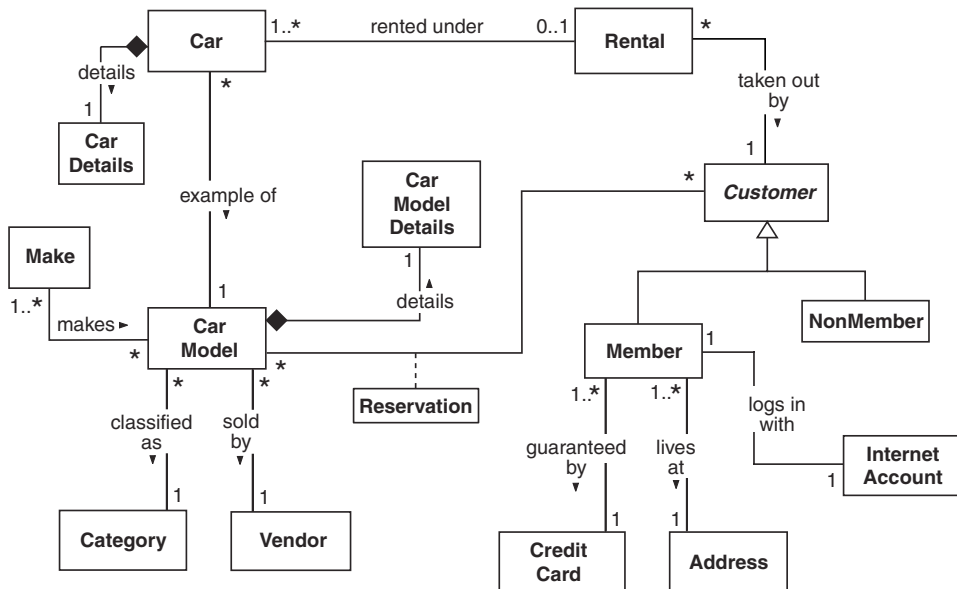 Car
1..*
rented under
0..1
Rental
*
details
*
taken out
by
1
Car
Details
1
Customer
*
Car
Model
Details
example of
Make
1
details
1..*
1
makes
Car
Model
*
*
*
*
NonMember
Member
1
Reservation
1..*
1..*
classified
as
sold
by
logs in
with
guaranteed
by
lives
at
Internet
Account
1
1
1
Category
Vendor
1
1
Credit
Card
Address